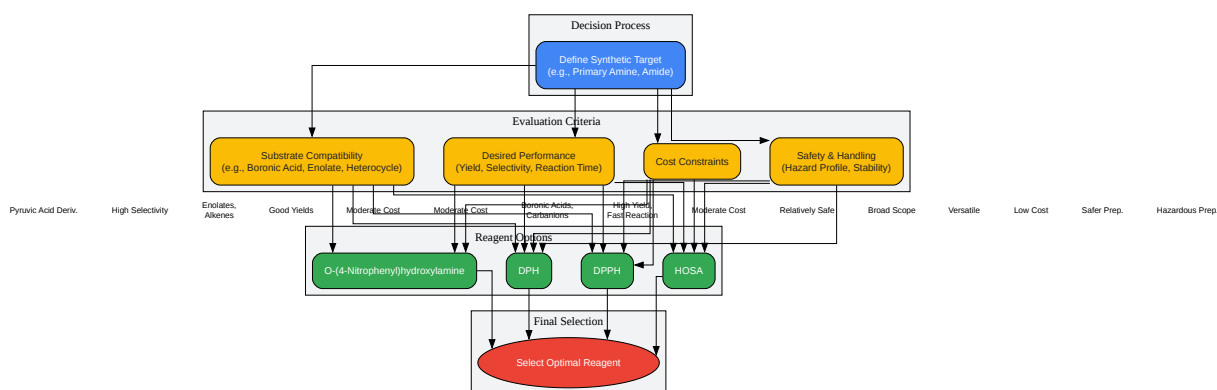 Decision Process
Define Synthetic Target
(e.g., Primary Amine, Amide)
Evaluation Criteria
Substrate Compatibility
(e.g., Boronic Acid, Enolate, Heterocycle)
Desired Performance
(Yield, Selectivity, Reaction Time)
Cost Constraints
Safety & Handling
(Hazard Profile, Stability)
Pyruvic Acid Deriv.
High Selectivity
Enolates,
Alkenes
Good Yields
Moderate Cost
Moderate Cost
Boronic Acids,
Carbanions
High Yield,
Fast Reaction
Moderate Cost
Relatively Safe
Broad Scope
Versatile
Low Cost
Safer Prep.
Hazardous Prep.
Reagent Options
O-(4-Nitrophenyl)hydroxylamine
DPH
DPPH
HOSA
Final Selection
Select Optimal Reagent